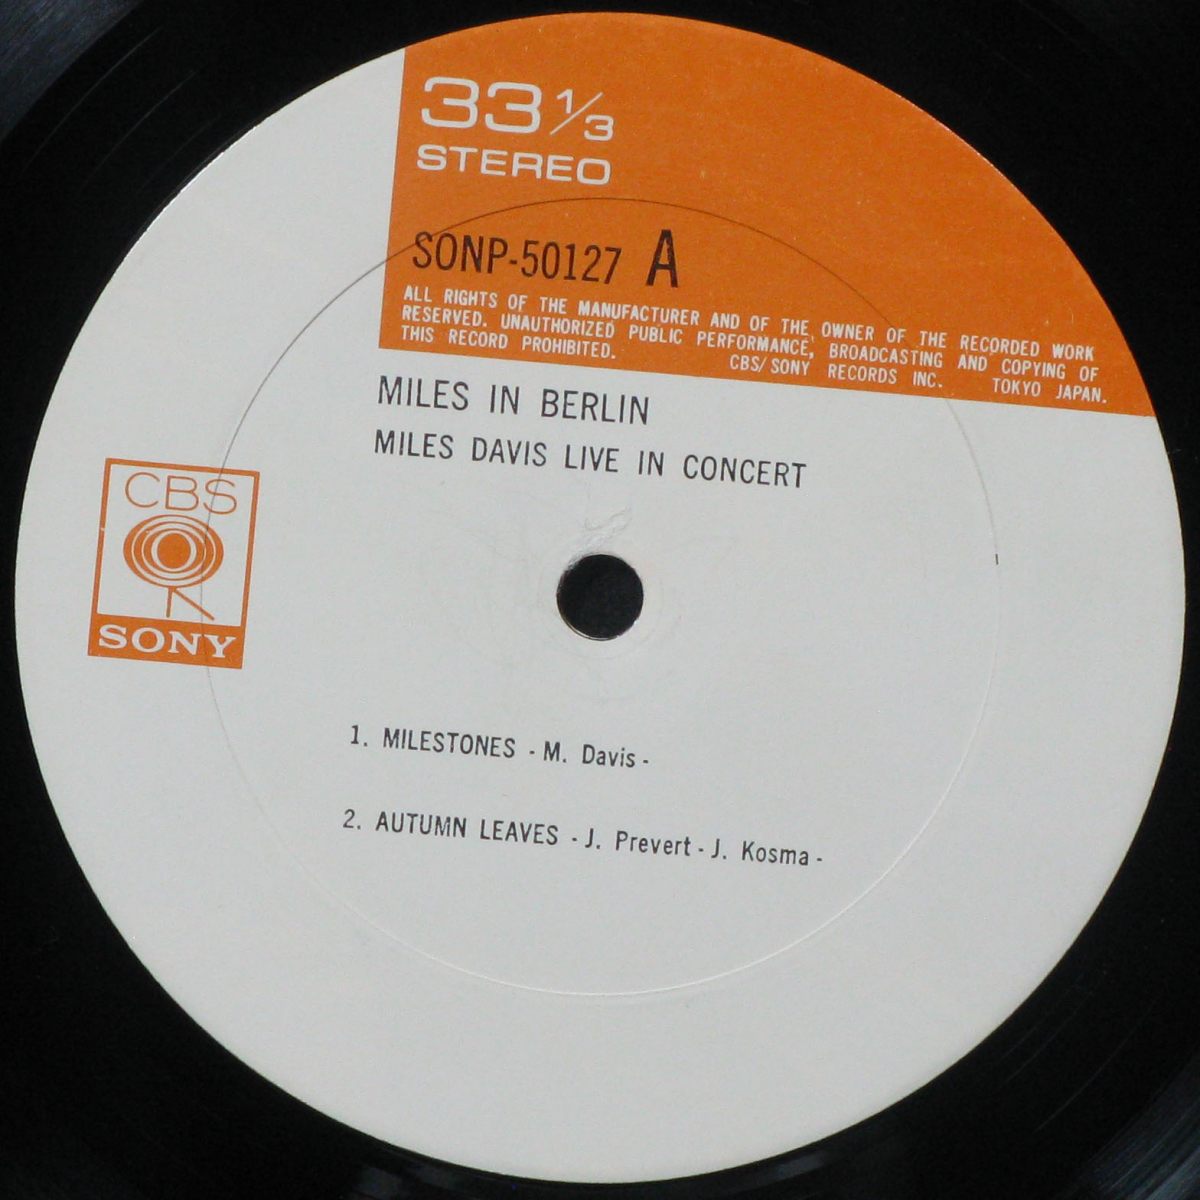 33 1/3
STEREO
SONP-50127 A
ALL RIGHTS OF THE MANUFACTURER AND OF THE OWNER OF THE RECORDED WORK
RESERVED. UNAUTHORIZED PUBLIC PERFORMANCE, BROADCASTING AND COPYING OF
THIS RECORD PROHIBITED. CBS/SONY RECORDS INC. TOKYO JAPAN.
MILES IN BERLIN
MILES DAVIS LIVE IN CONCERT
CBS
SONY
1. MILESTONES - M. Davis -
2. AUTUMN LEAVES - J. Prevert - J. Kosma -